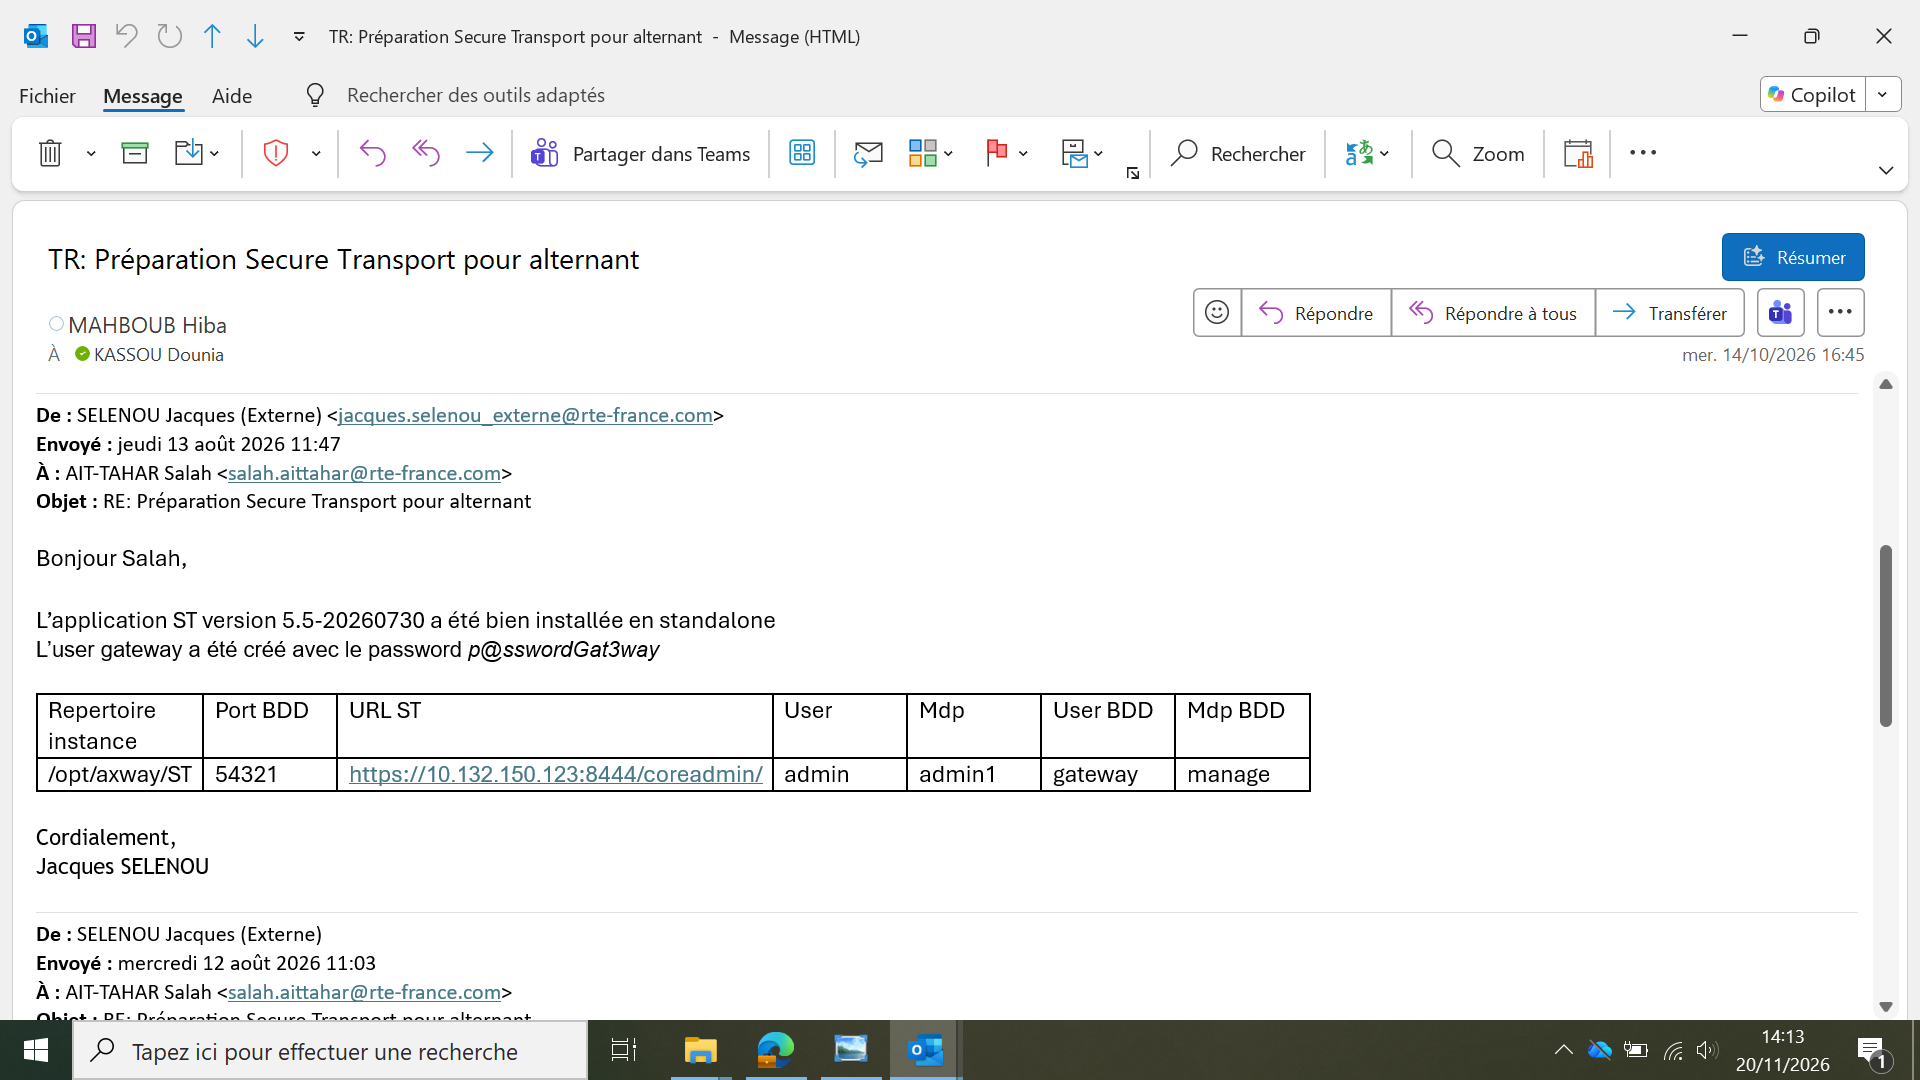 TR: Préparation Secure Transport pour alternant - Message (HTML)
Fichier Message Aide Rechercher des outils adaptés Copilot
Partager dans Teams Rechercher Zoom
TR: Préparation Secure Transport pour alternant
Résumer
MAHBOUB Hiba
Répondre Répondre à tous Transférer
À KASSOU Dounia
mer. 14/10/2026 16:45
De : SELENOU Jacques (Externe) <jacques.selenou_externe@rte-france.com>
Envoyé : jeudi 13 août 2026 11:47
À : AIT-TAHAR Salah <salah.aittahar@rte-france.com>
Objet : RE: Préparation Secure Transport pour alternant
Bonjour Salah,
L’application ST version 5.5-20260730 a été bien installée en standalone
L’user gateway a été créé avec le password p@sswordGat3way
Repertoire instance Port BDD URL ST User Mdp User BDD Mdp BDD
/opt/axway/ST 54321 https://10.132.150.123:8444/coreadmin/ admin admin1 gateway manage
Cordialement,
Jacques SELENOU
De : SELENOU Jacques (Externe)
Envoyé : mercredi 12 août 2026 11:03
À : AIT-TAHAR Salah <salah.aittahar@rte-france.com>
Objet : RE: Préparation Secure Transport pour alternant
Tapez ici pour effectuer une recherche
14:13
20/11/2026
1